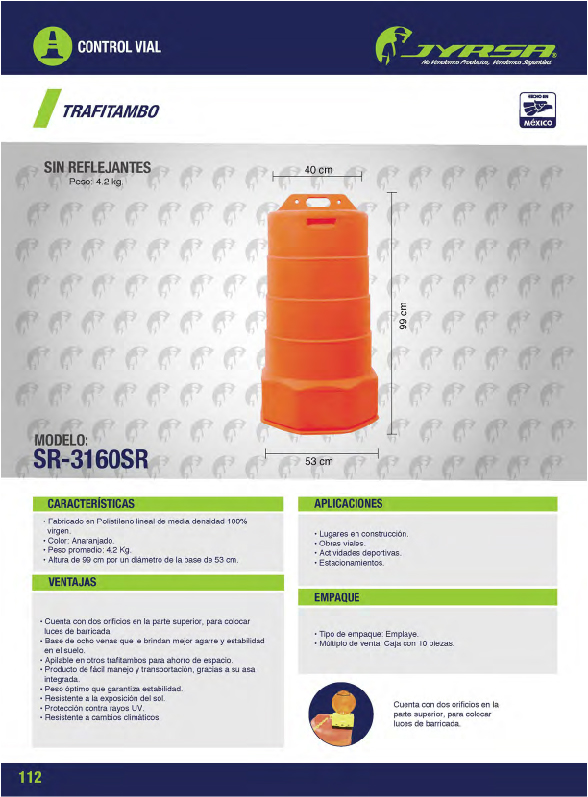 CONTROL VIAL
JYRSA®
No Vendemos Productos, Vendemos Seguridad.
TRAFITAMBO
HECHO EN
MÉXICO
SIN REFLEJANTES
Peso: 4.2 kg.
40 cm
99 cm
53 cm
MODELO:
SR-3160SR
CARACTERÍSTICAS
• Fabricado en Polietileno lineal de media densidad 100%
virgen.
• Color: Anaranjado.
• Peso promedio: 4.2 Kg.
• Altura de 99 cm por un diámetro de la base de 53 cm.
VENTAJAS
• Cuenta con dos orificios en la parte superior, para colocar
luces de barricada
• Base de ocho venas que le brindan mejor agarre y estabilidad
en el suelo.
• Apilable en otros trafitambos para ahorro de espacio.
• Producto de fácil manejo y transportación, gracias a su asa
integrada.
• Peso óptimo que garantiza estabilidad.
• Resistente a la exposición del sol.
• Protección contra rayos UV.
• Resistente a cambios climáticos.
APLICACIONES
• Lugares en construcción.
• Obras viales.
• Actividades deportivas.
• Estacionamientos.
EMPAQUE
• Tipo de empaque: Emplaye.
• Múltiplo de venta: Caja con 10 piezas.
Cuenta con dos orificios en la
parte superior, para colocar
luces de barricada.
112